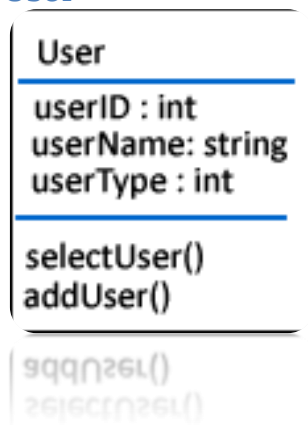 User
userID : int
userName: string
userType : int
selectUser()
addUser()